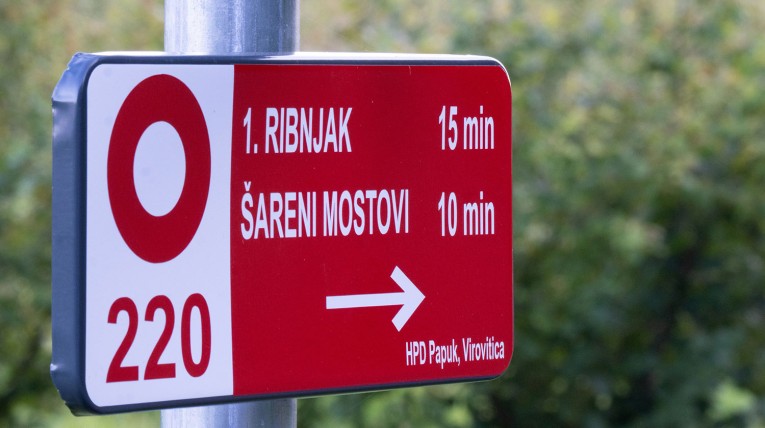 1. RIBNJAK 15 min
ŠARENI MOSTOVI 10 min
220
HPD Papuk, Virovitica